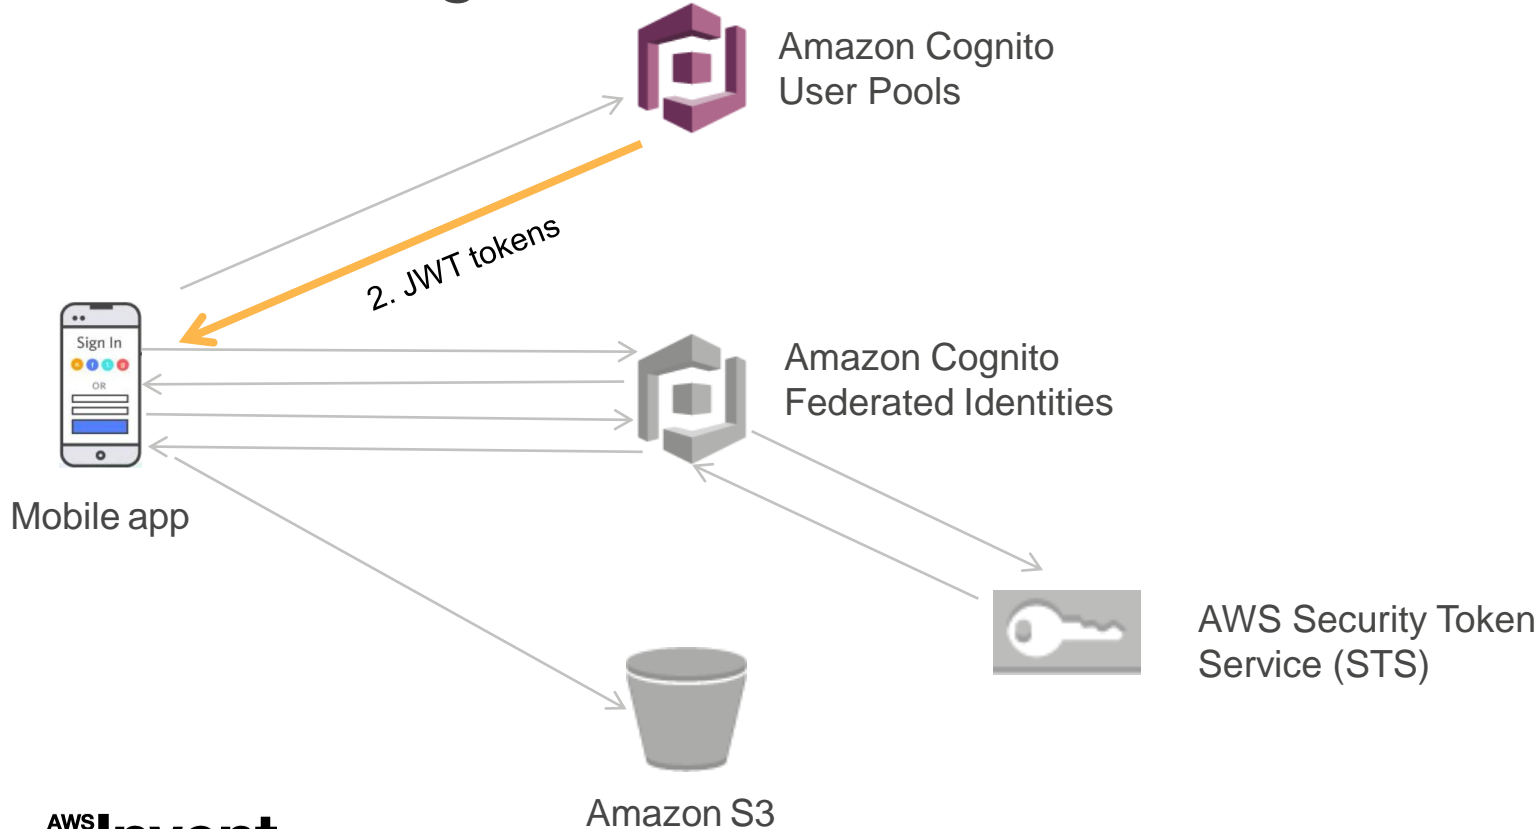 Amazon Cognito
User Pools
2. JWT tokens
Sign In
OR
Amazon Cognito
Federated Identities
Mobile app
AWS Security Token
Service (STS)
Amazon S3
AWS